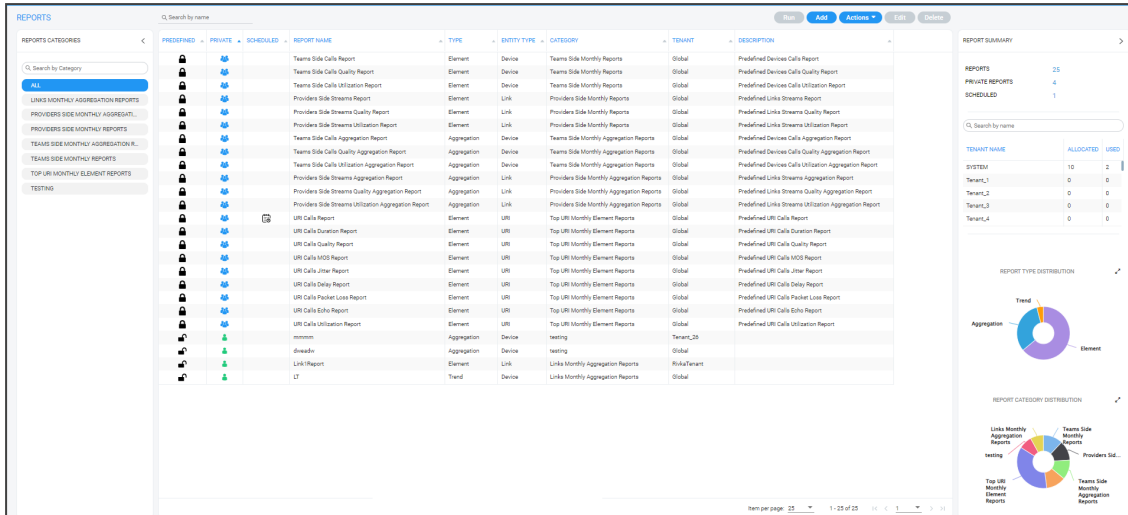 REPORTS
Search by name
Run Add Actions Edit Delete
REPORTS CATEGORIES
Search by Category
ALL
LINKS MONTHLY AGGREGATION REPORTS
PROVIDERS SIDE MONTHLY AGGREGATI...
PROVIDERS SIDE MONTHLY REPORTS
TEAMS SIDE MONTHLY AGGREGATION R...
TEAMS SIDE MONTHLY REPORTS
TOP URI MONTHLY ELEMENT REPORTS
TESTING
PREDEFINED PRIVATE SCHEDULED REPORT NAME TYPE ENTITY TYPE CATEGORY TENANT DESCRIPTION
Teams Side Calls Report Element Device Teams Side Monthly Reports Global Predefined Devices Calls Report
Teams Side Calls Quality Report Element Device Teams Side Monthly Reports Global Predefined Devices Calls Quality Report
Teams Side Calls Utilization Report Element Device Teams Side Monthly Reports Global Predefined Devices Calls Utilization Report
Providers Side Streams Report Element Link Providers Side Monthly Reports Global Predefined Links Streams Report
Providers Side Streams Quality Report Element Link Providers Side Monthly Reports Global Predefined Links Streams Quality Report
Providers Side Streams Utilization Report Element Link Providers Side Monthly Reports Global Predefined Links Streams Utilization Report
Teams Side Calls Aggregation Report Aggregation Device Teams Side Monthly Aggregation Reports Global Predefined Devices Calls Aggregation Report
Teams Side Calls Quality Aggregation Report Aggregation Device Teams Side Monthly Aggregation Reports Global Predefined Devices Calls Quality Aggregation Report
Teams Side Calls Utilization Aggregation Report Aggregation Device Teams Side Monthly Aggregation Reports Global Predefined Devices Calls Utilization Aggregation Report
Providers Side Streams Aggregation Report Aggregation Link Providers Side Monthly Aggregation Reports Global Predefined Links Streams Aggregation Report
Providers Side Streams Quality Aggregation Report Aggregation Link Providers Side Monthly Aggregation Reports Global Predefined Links Streams Quality Aggregation Report
Providers Side Streams Utilization Aggregation Report Aggregation Link Providers Side Monthly Aggregation Reports Global Predefined Links Streams Utilization Aggregation Report
URI Calls Report Element URI Top URI Monthly Element Reports Global Predefined URI Calls Report
URI Calls Duration Report Element URI Top URI Monthly Element Reports Global Predefined URI Calls Duration Report
URI Calls Quality Report Element URI Top URI Monthly Element Reports Global Predefined URI Calls Quality Report
URI Calls MOS Report Element URI Top URI Monthly Element Reports Global Predefined URI Calls MOS Report
URI Calls Jitter Report Element URI Top URI Monthly Element Reports Global Predefined URI Calls Jitter Report
URI Calls Delay Report Element URI Top URI Monthly Element Reports Global Predefined URI Calls Delay Report
URI Calls Packet Loss Report Element URI Top URI Monthly Element Reports Global Predefined URI Calls Packet Loss Report
URI Calls Echo Report Element URI Top URI Monthly Element Reports Global Predefined URI Calls Echo Report
URI Calls Utilization Report Element URI Top URI Monthly Element Reports Global Predefined URI Calls Utilization Report
mmmm Aggregation Device testing Tenant_26
dweadw Aggregation Device testing Global
Link1Report Element Link Links Monthly Aggregation Reports RivkaTenant
LT Trend Device Links Monthly Aggregation Reports Global
Item per page: 25 1 - 25 of 25 1
REPORT SUMMARY
REPORTS 25
PRIVATE REPORTS 4
SCHEDULED 1
Search by name
TENANT NAME ALLOCATED USED
SYSTEM 10 2
Tenant_1 0 0
Tenant_2 0 0
Tenant_3 0 0
Tenant_4 0 0
REPORT TYPE DISTRIBUTION
Trend
Aggregation
Element
REPORT CATEGORY DISTRIBUTION
Links Monthly
Aggregation
Reports
Teams Side
Monthly
Reports
testing
Providers Sid...
Top URI
Monthly
Element
Reports
Teams Side
Monthly
Aggregation
Reports